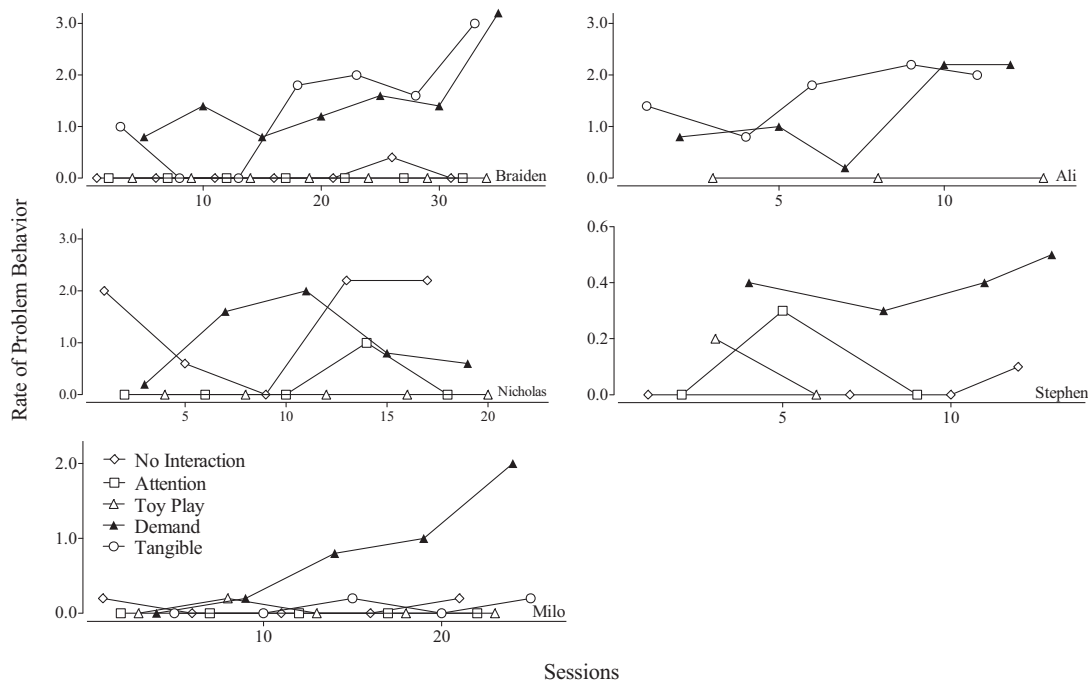 Rate of Problem Behavior
3.0
2.0
1.0
0.0
10
20
30
Braiden
3.0
2.0
1.0
0.0
5
10
Ali
3.0
2.0
1.0
0.0
5
10
15
20
Nicholas
0.6
0.4
0.2
0.0
5
10
Stephen
2.0
1.0
0.0
10
20
Milo
No Interaction
Attention
Toy Play
Demand
Tangible
Sessions